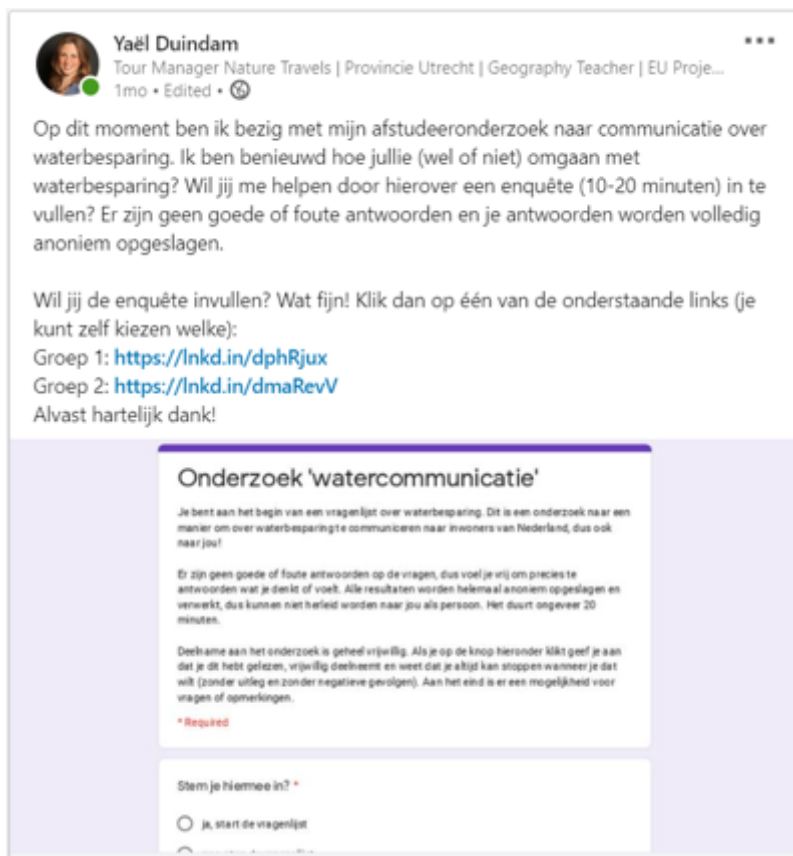 Yaël Duindam
Tour Manager Nature Travels | Provincie Utrecht | Geography Teacher | EU Proje...
1mo • Edited •
Op dit moment ben ik bezig met mijn afstudeeronderzoek naar communicatie over
waterbesparing. Ik ben benieuwd hoe jullie (wel of niet) omgaan met
waterbesparing? Wil jij me helpen door hierover een enquête (10-20 minuten) in te
vullen? Er zijn geen goede of foute antwoorden en je antwoorden worden volledig
anoniem opgeslagen.
Wil jij de enquête invullen? Wat fijn! Klik dan op één van de onderstaande links (je
kunt zelf kiezen welke):
Groep 1: https://lnkd.in/dphRjux
Groep 2: https://lnkd.in/dmaRevV
Alvast hartelijk dank!
Onderzoek 'watercommunicatie'
Je bent aan het begin van een vragenlijst over waterbesparing. Dit is een onderzoek naar een
manier om over waterbesparing te communiceren naar inwoners van Nederland, dus ook
naar jou!
Er zijn geen goede of foute antwoorden op de vragen, dus voel je vrij om precies te
antwoorden wat je denkt of voelt. Alle resultaten worden helemaal anoniem opgeslagen en
verwerkt, dus kunnen niet herleid worden naar jou als persoon. Het duurt ongeveer 20
minuten.
Deelname aan het onderzoek is geheel vrijwillig. Als je op de knop hieronder klikt geef je aan
dat je dit hebt gelezen, vrijwillig deelneemt en weet dat je altijd kan stoppen wanneer je dat
wilt (zonder uitleg en zonder negatieve gevolgen). Aan het eind is er een mogelijkheid voor
vragen of opmerkingen.
* Required
Stem je hiermee in? *
ja, start de vragenlijst